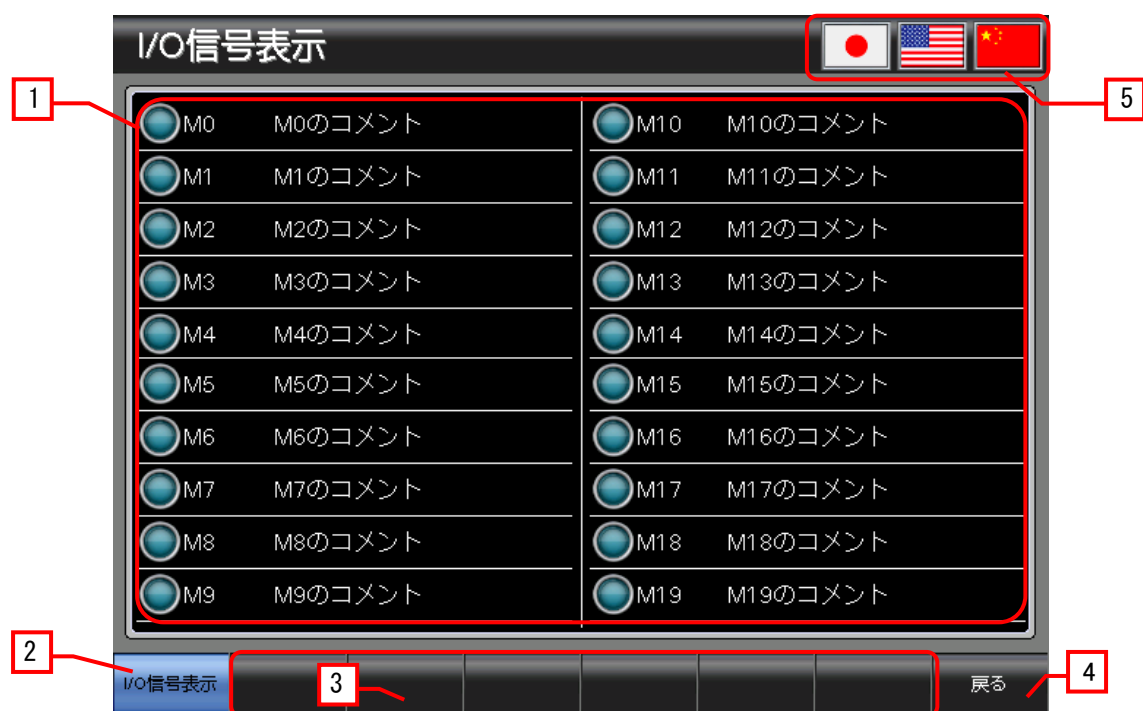 I/O信号表示
1
5
M0 M0のコメント M10 M10のコメント
M1 M1のコメント M11 M11のコメント
M2 M2のコメント M12 M12のコメント
M3 M3のコメント M13 M13のコメント
M4 M4のコメント M14 M14のコメント
M5 M5のコメント M15 M15のコメント
M6 M6のコメント M16 M16のコメント
M7 M7のコメント M17 M17のコメント
M8 M8のコメント M18 M18のコメント
M9 M9のコメント M19 M19のコメント
2
I/O信号表示 3 戻る 4